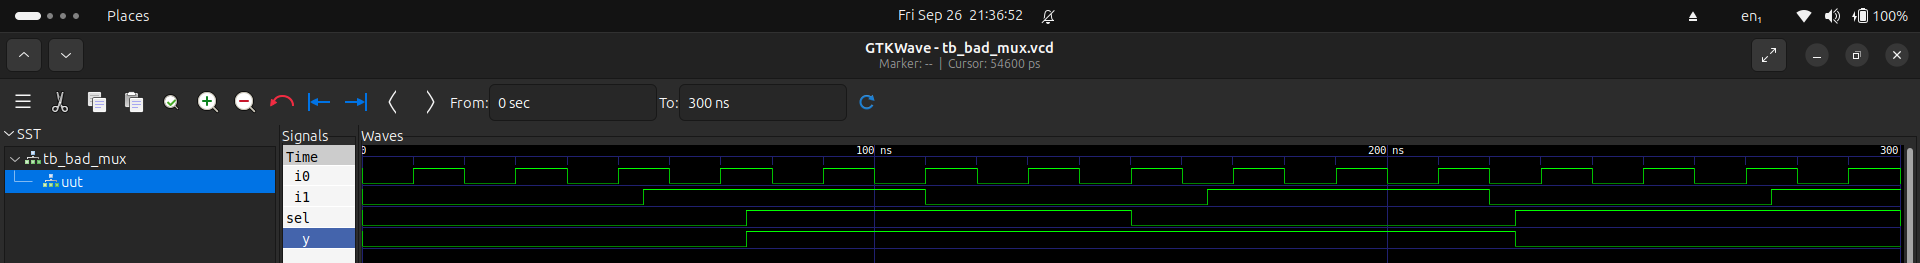 Places
Fri Sep 26 21:36:52
en₁
100%
GTKWave - tb_bad_mux.vcd
Marker: -- | Cursor: 54600 ps
From: 0 sec
To: 300 ns
SST
tb_bad_mux
uut
Signals
Time
i0
i1
sel
y
Waves
0
100 ns
200 ns
300